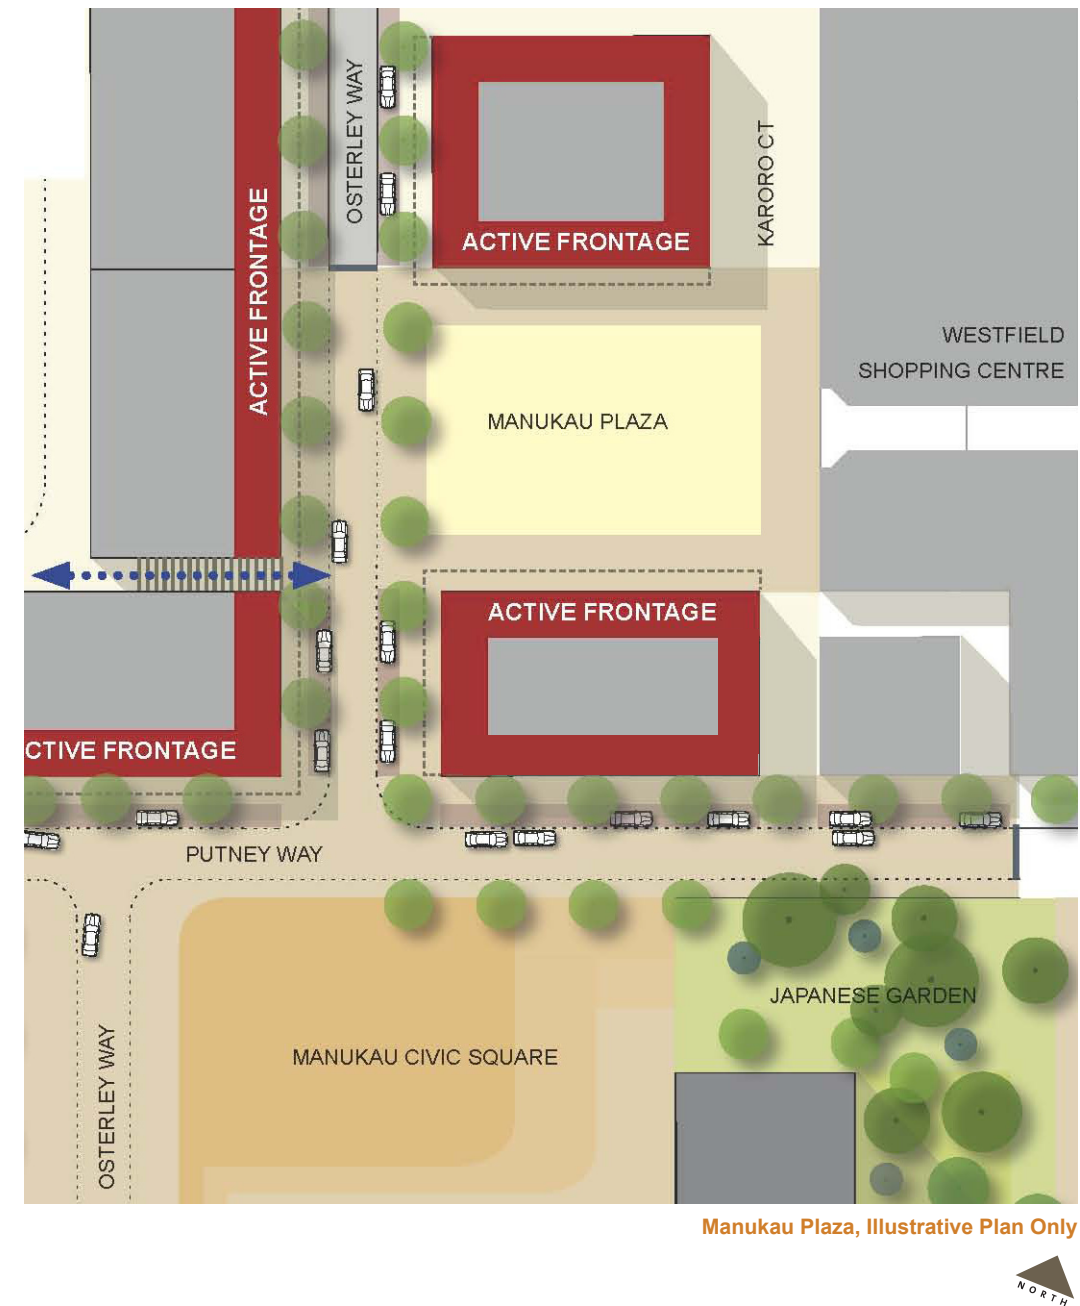 OSTERLEY WAY
KARORO CT
ACTIVE FRONTAGE
ACTIVE FRONTAGE
WESTFIELD
SHOPPING CENTRE
MANUKAU PLAZA
ACTIVE FRONTAGE
CTIVE FRONTAGE
PUTNEY WAY
JAPANESE GARDEN
MANUKAU CIVIC SQUARE
OSTERLEY WAY
Manukau Plaza, Illustrative Plan Only
NORTH